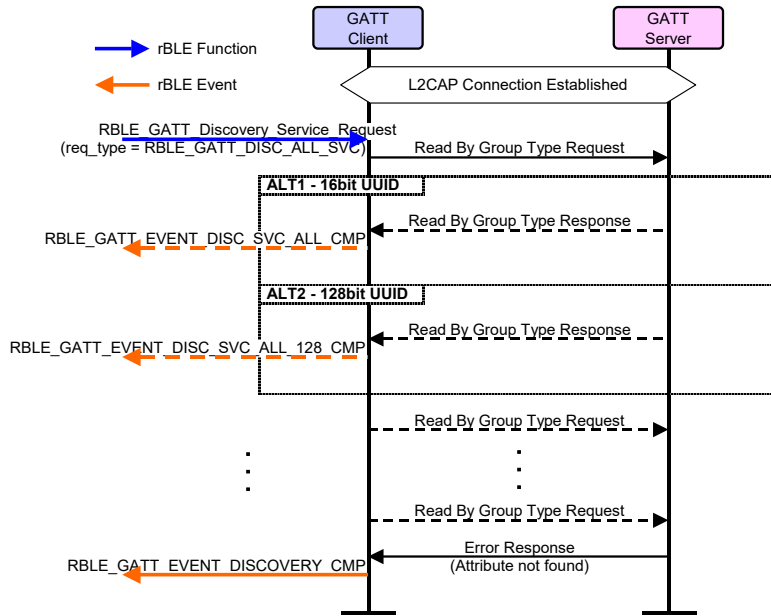 GATT
Client
GATT
Server
rBLE Function
rBLE Event
L2CAP Connection Established
RBLE_GATT_Discovery_Service_Request
(req_type = RBLE_GATT_DISC_ALL_SVC)
Read By Group Type Request
ALT1 - 16bit UUID
Read By Group Type Response
RBLE_GATT_EVENT_DISC_SVC_ALL_CMP
ALT2 - 128bit UUID
Read By Group Type Response
RBLE_GATT_EVENT_DISC_SVC_ALL_128_CMP
Read By Group Type Request
Read By Group Type Request
Error Response
(Attribute not found)
RBLE_GATT_EVENT_DISCOVERY_CMP